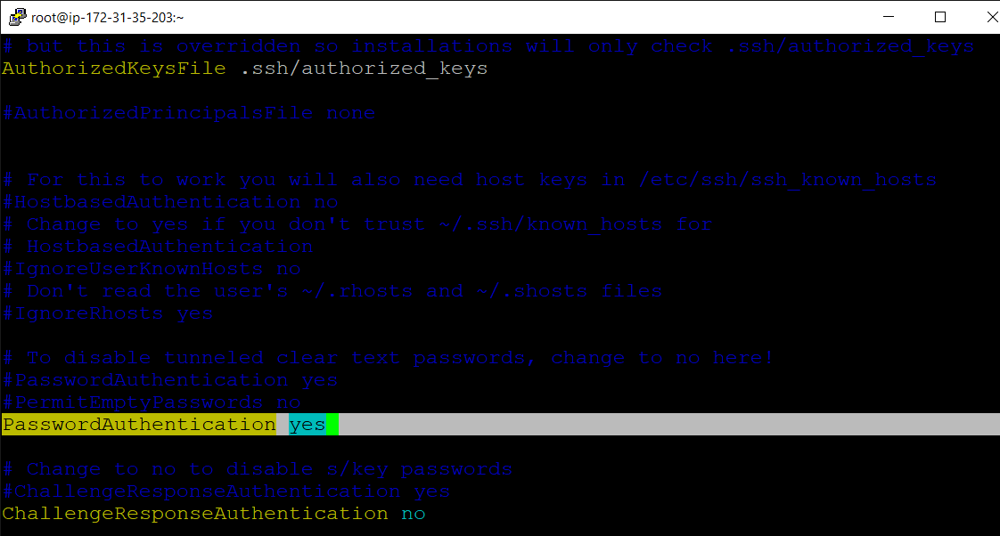 root@ip-172-31-35-203:~
# but this is overridden so installations will only check .ssh/authorized_keys
AuthorizedKeysFile .ssh/authorized_keys
#AuthorizedPrincipalsFile none
# For this to work you will also need host keys in /etc/ssh/ssh_known_hosts
#HostbasedAuthentication no
# Change to yes if you don't trust ~/.ssh/known_hosts for
# HostbasedAuthentication
#IgnoreUserKnownHosts no
# Don't read the user's ~/.rhosts and ~/.shosts files
#IgnoreRhosts yes
# To disable tunneled clear text passwords, change to no here!
#PasswordAuthentication yes
#PermitEmptyPasswords no
PasswordAuthentication yes
# Change to no to disable s/key passwords
#ChallengeResponseAuthentication yes
ChallengeResponseAuthentication no